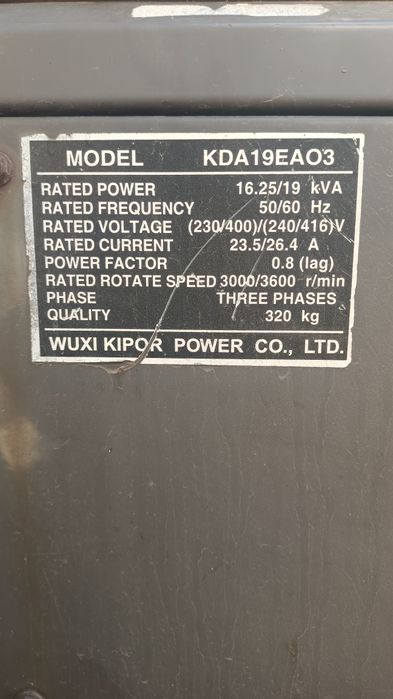 MODEL KDA19EAO3
RATED POWER 16.25/19 kVA
RATED FREQUENCY 50/60 Hz
RATED VOLTAGE (230/400)/(240/416)V
RATED CURRENT 23.5/26.4 A
POWER FACTOR 0.8 (lag)
RATED ROTATE SPEED 3000/3600 r/min
PHASE THREE PHASES
QUALITY 320 kg
WUXI KIPOR POWER CO., LTD.